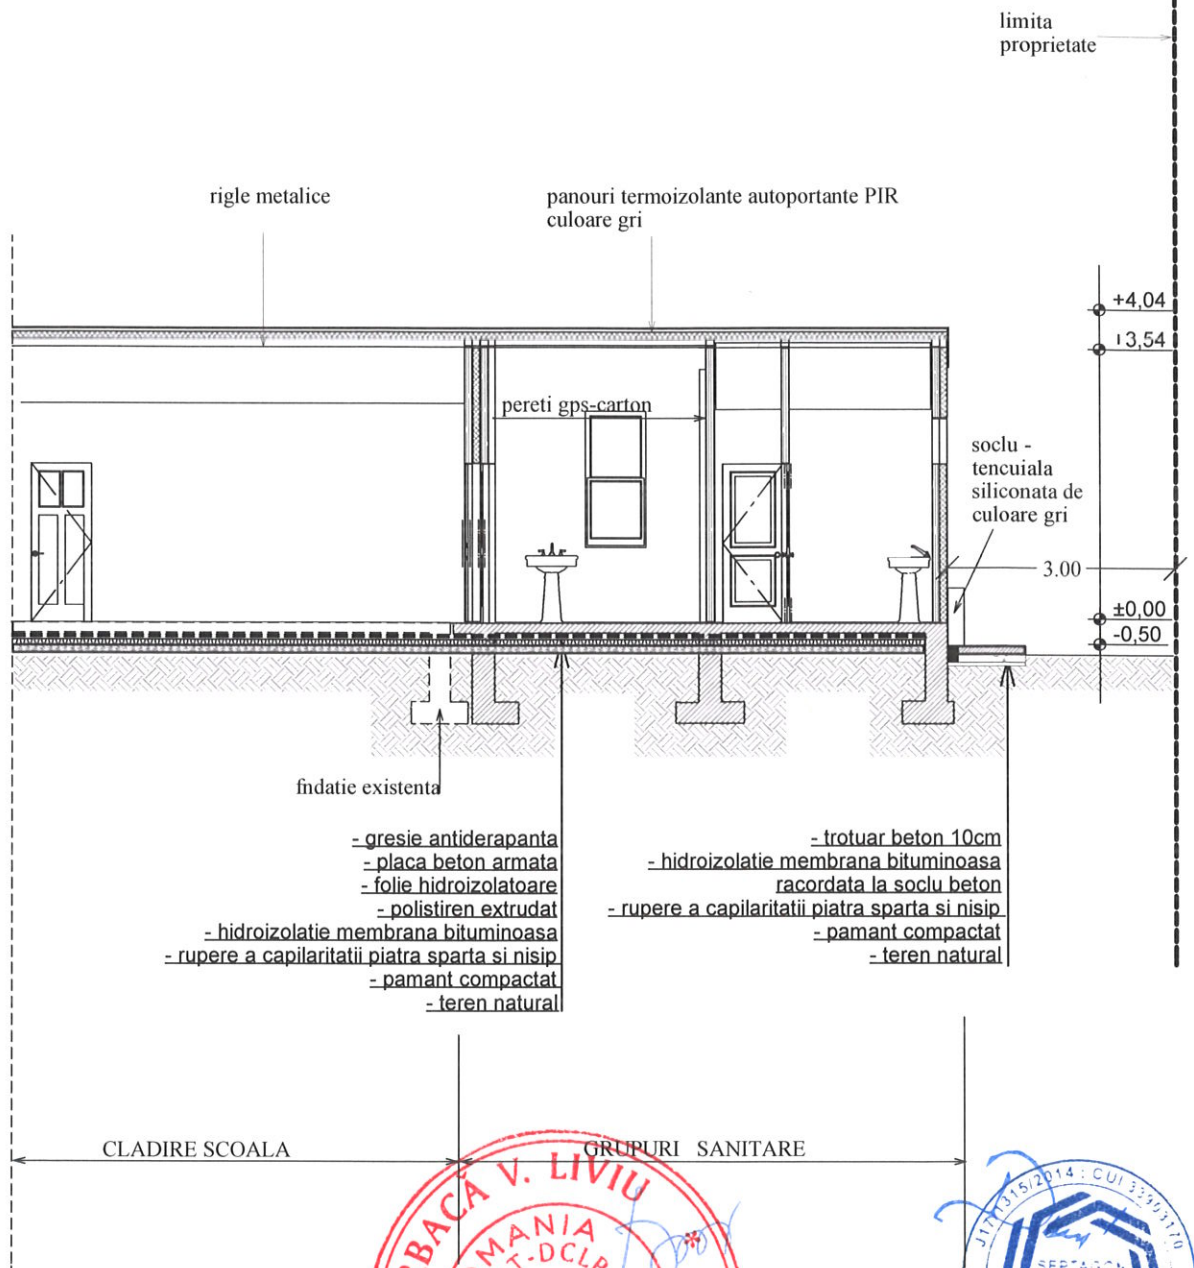 limita
proprietate
rigle metalice
panouri termoizolante autoportante PIR
culoare gri
+4,04
3,54
pereti gps-carton
soclu -
tencuiala
siliconata de
culoare gri
3.00
±0,00
-0,50
fndatie existenta
- gresie antiderapanta
- placa beton armata
- folie hidroizolatoare
- polistiren extrudat
- hidroizolatie membrana bituminoasa
- rupere a capilaritatii piatra sparta si nisip
- pamant compactat
- teren natural
- trotuar beton 10cm
- hidroizolatie membrana bituminoasa
racordata la soclu beton
- rupere a capilaritatii piatra sparta si nisip
- pamant compactat
- teren natural
CLADIRE SCOALA
GRUPURI SANITARE
V. LIVIU